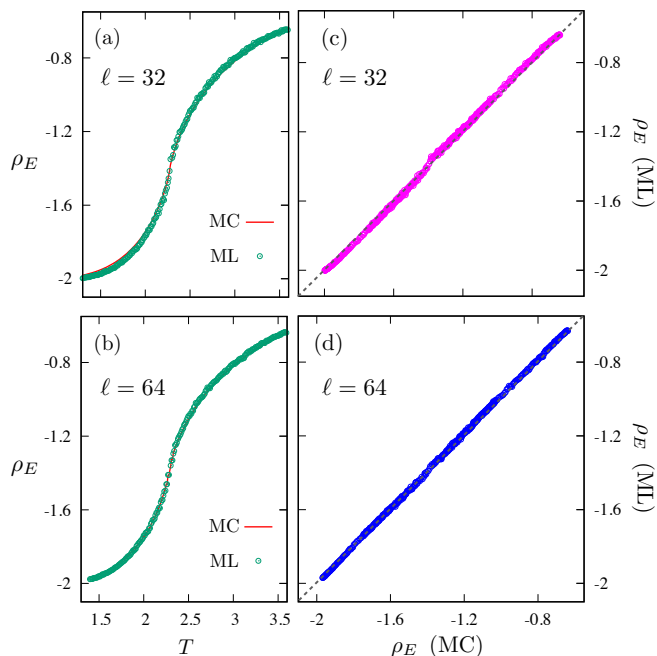 (a)
ℓ = 32
ρ_E
-0.8
-1.2
-1.6
-2
MC
ML
(c)
ℓ = 32
-0.8
-1.2
-1.6
-2
ρ_E (ML)
(b)
ℓ = 64
ρ_E
-0.8
-1.2
-1.6
-2
MC
ML
1.5 2 2.5 3 3.5
T
(d)
ℓ = 64
-0.8
-1.2
-1.6
-2
ρ_E (ML)
-2 -1.6 -1.2 -0.8
ρ_E (MC)